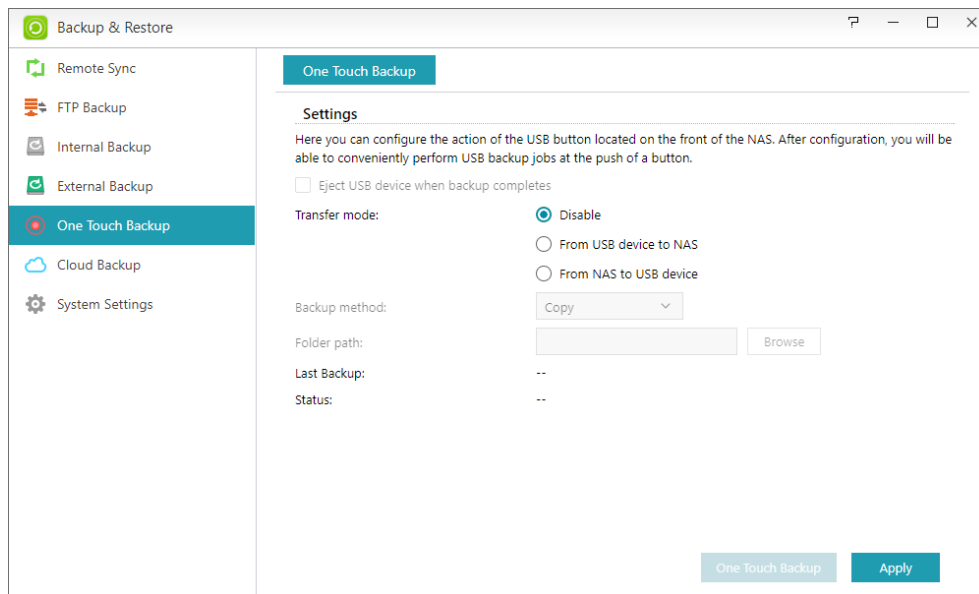 Backup & Restore
Remote Sync
FTP Backup
Internal Backup
External Backup
One Touch Backup
Cloud Backup
System Settings
One Touch Backup
Settings
Here you can configure the action of the USB button located on the front of the NAS. After configuration, you will be
able to conveniently perform USB backup jobs at the push of a button.
Eject USB device when backup completes
Transfer mode:
Disable
From USB device to NAS
From NAS to USB device
Backup method:
Copy
Folder path:
Browse
Last Backup:
--
Status:
--
One Touch Backup
Apply